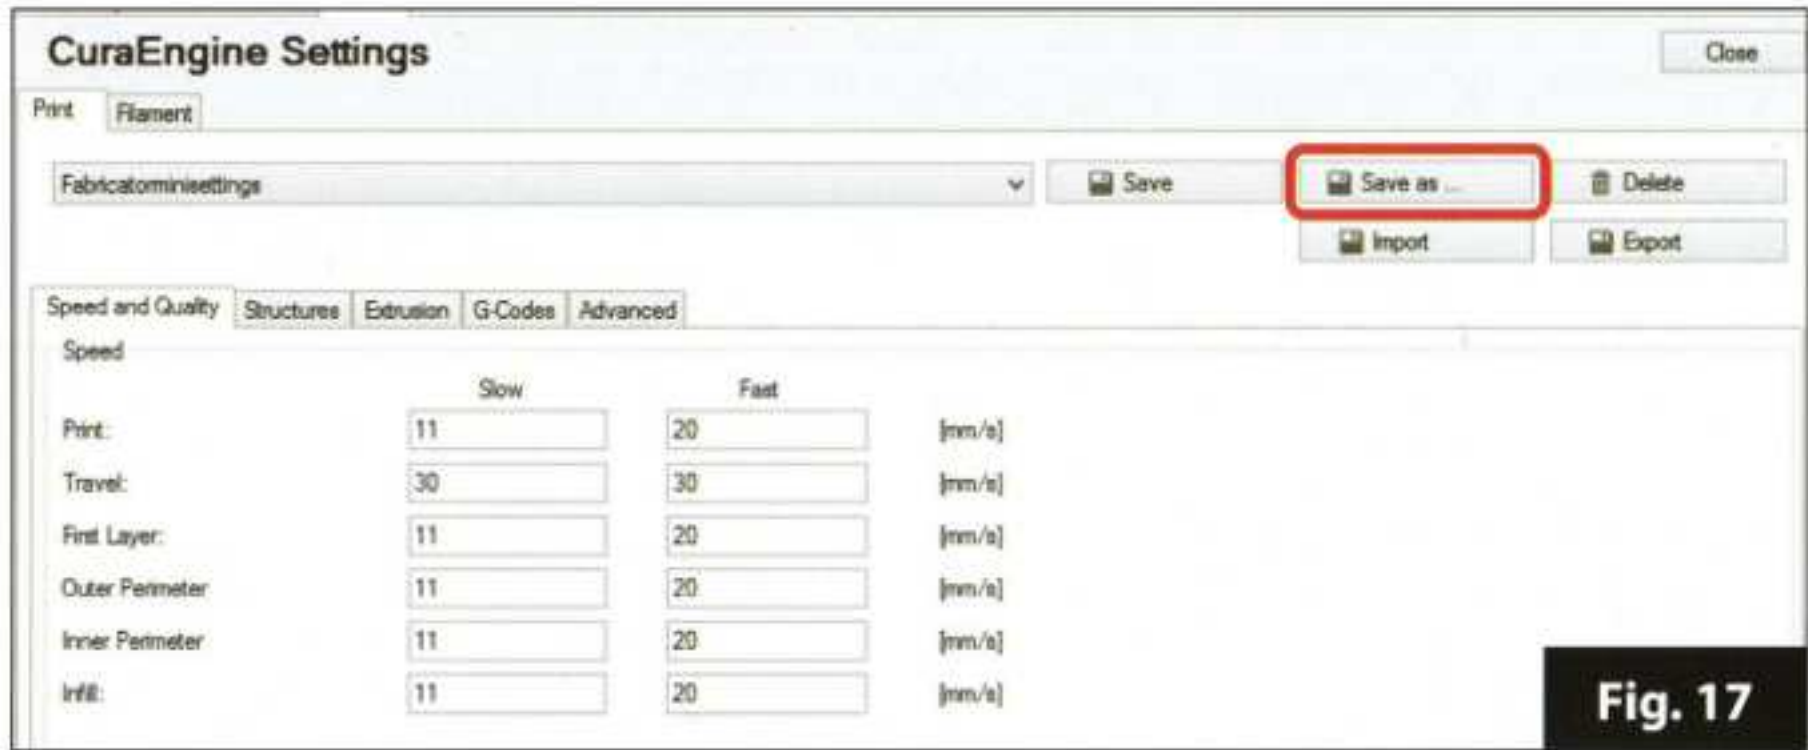 CuraEngine Settings
Close
Print Filament
Fabricatorminisettings Save Save as ... Delete
Import Export
Speed and Quality Structures Extrusion G-Codes Advanced
Speed
Slow Fast
Print: 11 20 [mm/s]
Travel: 30 30 [mm/s]
First Layer: 11 20 [mm/s]
Outer Perimeter 11 20 [mm/s]
Inner Perimeter 11 20 [mm/s]
Infill: 11 20 [mm/s]
Fig. 17